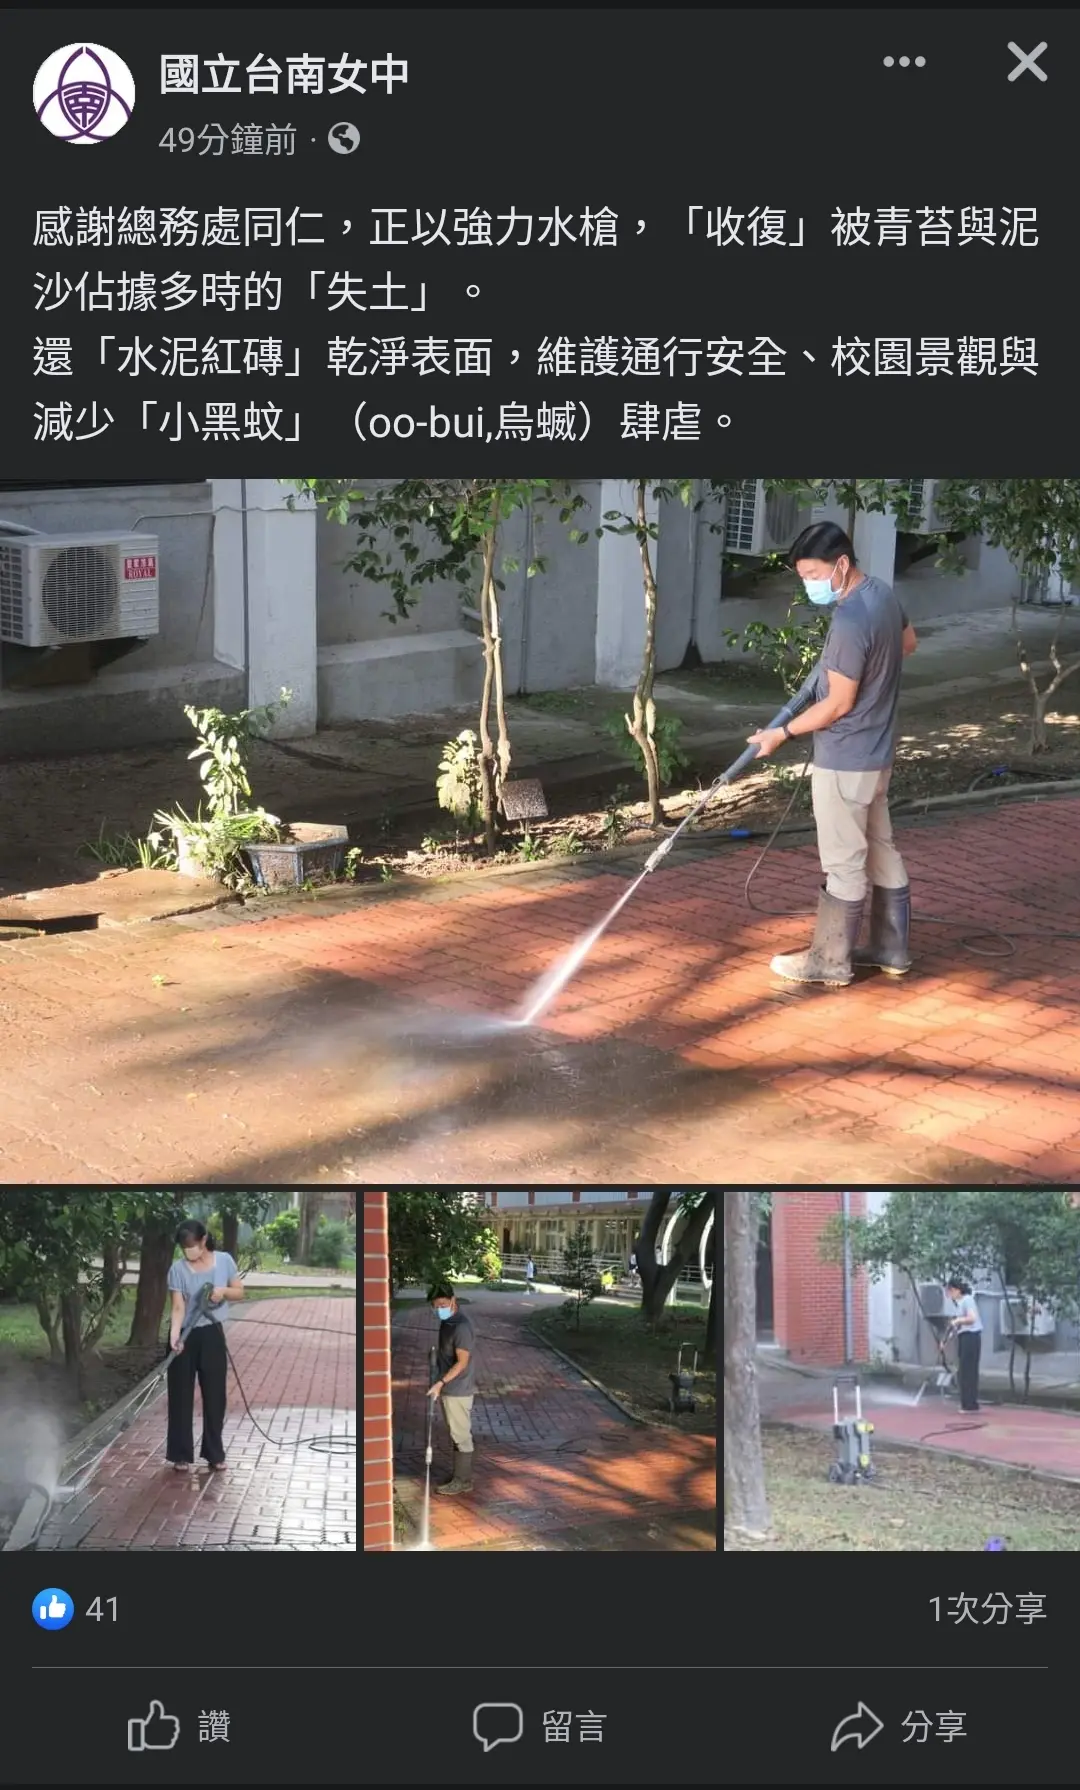 國立台南女中
49分鐘前 ·
感謝總務處同仁，正以強力水槍，「收復」被青苔與泥
沙佔據多時的「失土」。
還「水泥紅磚」乾淨表面，維護通行安全、校園景觀與
減少「小黑蚊」（oo-bui,烏蠛）肆虐。
ROYAL
41
1次分享
讚
留言
分享